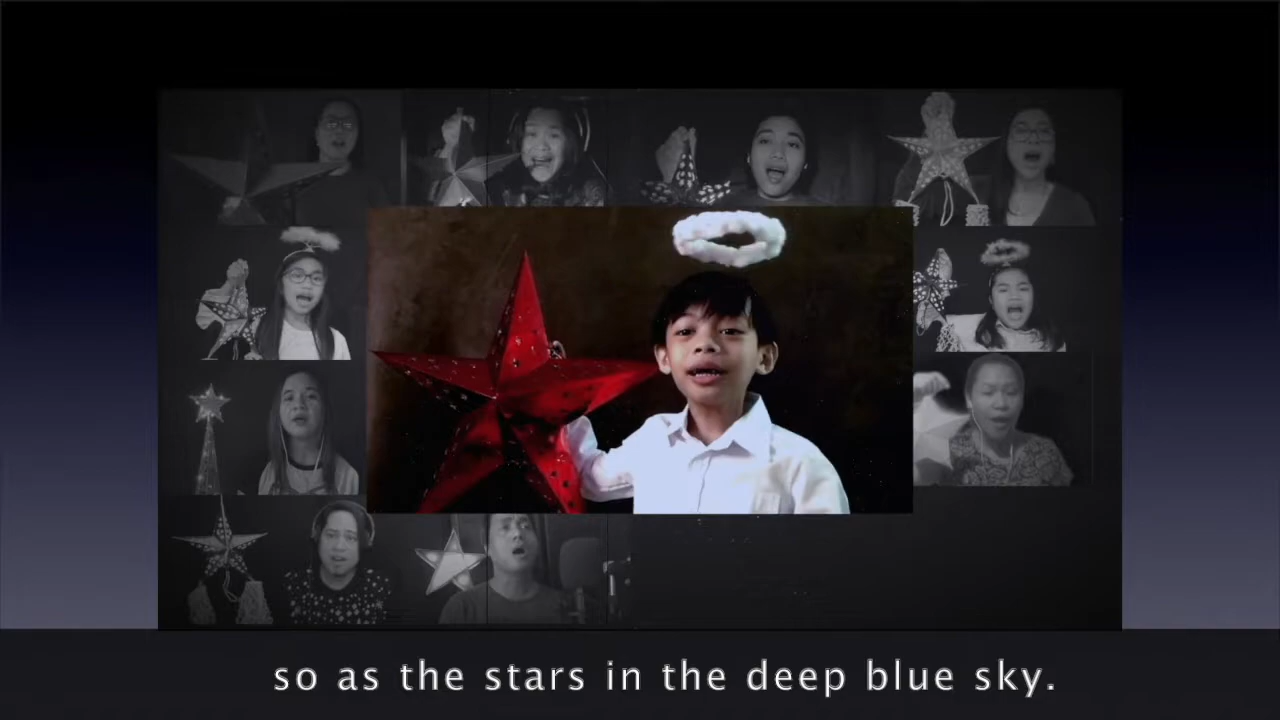 so as the stars in the deep blue sky.